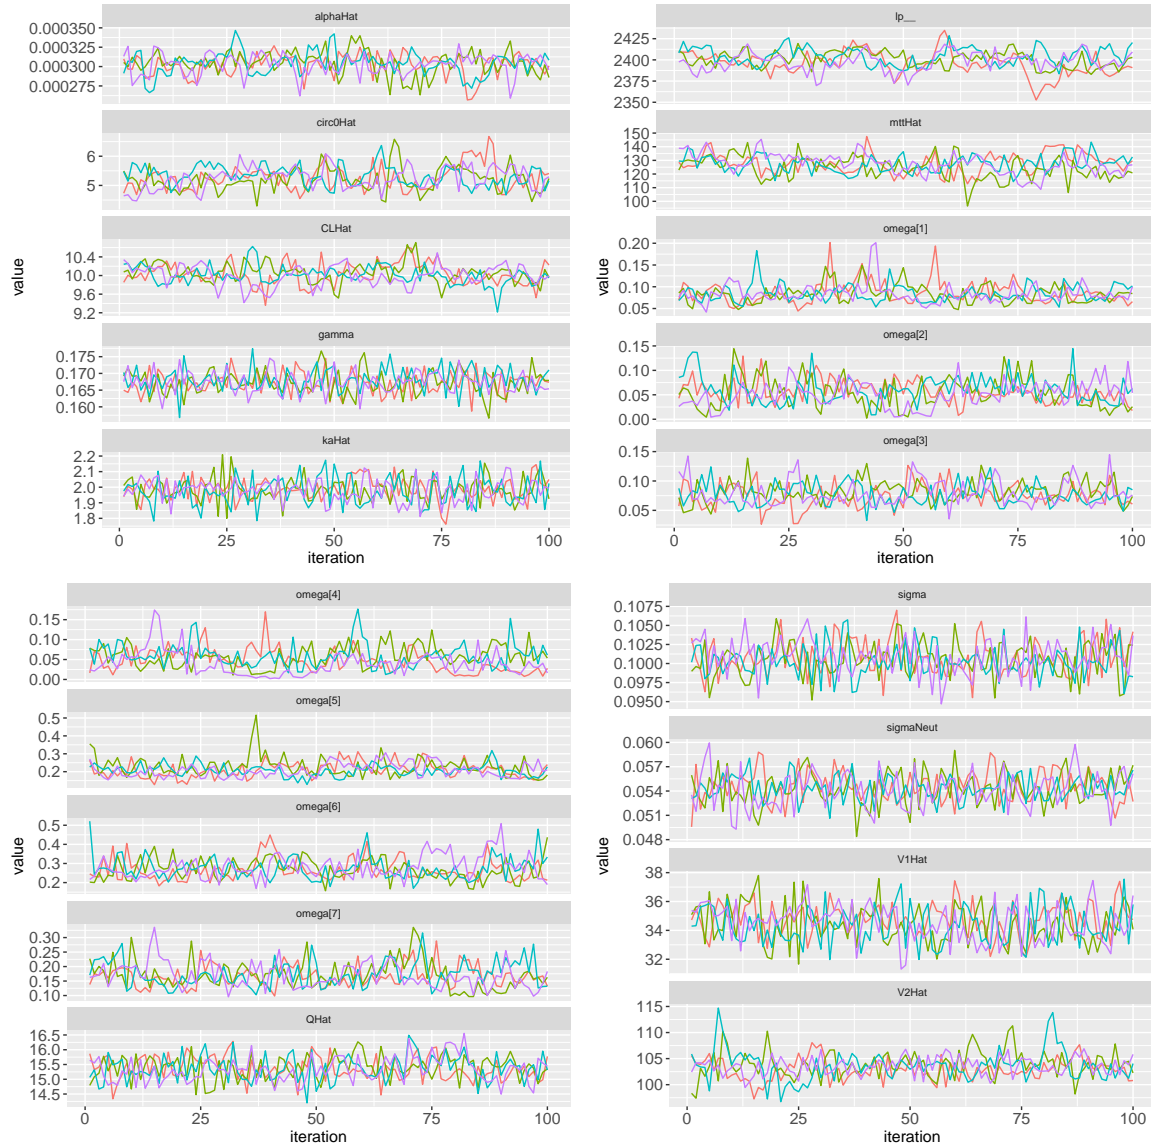 alphaHat
0.000350
0.000325
0.000300
0.000275
circ0Hat
6
5
CLHat
10.4
10.0
9.6
9.2
gamma
0.175
0.170
0.165
0.160
kaHat
2.2
2.1
2.0
1.9
1.8
0 25 50 75 100
iteration
value
lp__
2425
2400
2375
2350
mttHat
150
140
130
120
110
100
omega[1]
0.20
0.15
0.10
0.05
omega[2]
0.15
0.10
0.05
0.00
omega[3]
0.15
0.10
0.05
0 25 50 75 100
iteration
value
omega[4]
0.15
0.10
0.05
0.00
omega[5]
0.5
0.4
0.3
0.2
omega[6]
0.5
0.4
0.3
0.2
omega[7]
0.30
0.25
0.20
0.15
0.10
QHat
16.5
16.0
15.5
15.0
14.5
0 25 50 75 100
iteration
value
sigma
0.1075
0.1050
0.1025
0.1000
0.0975
0.0950
sigmaNeut
0.060
0.057
0.054
0.051
0.048
V1Hat
38
36
34
32
V2Hat
115
110
105
100
0 25 50 75 100
iteration
value